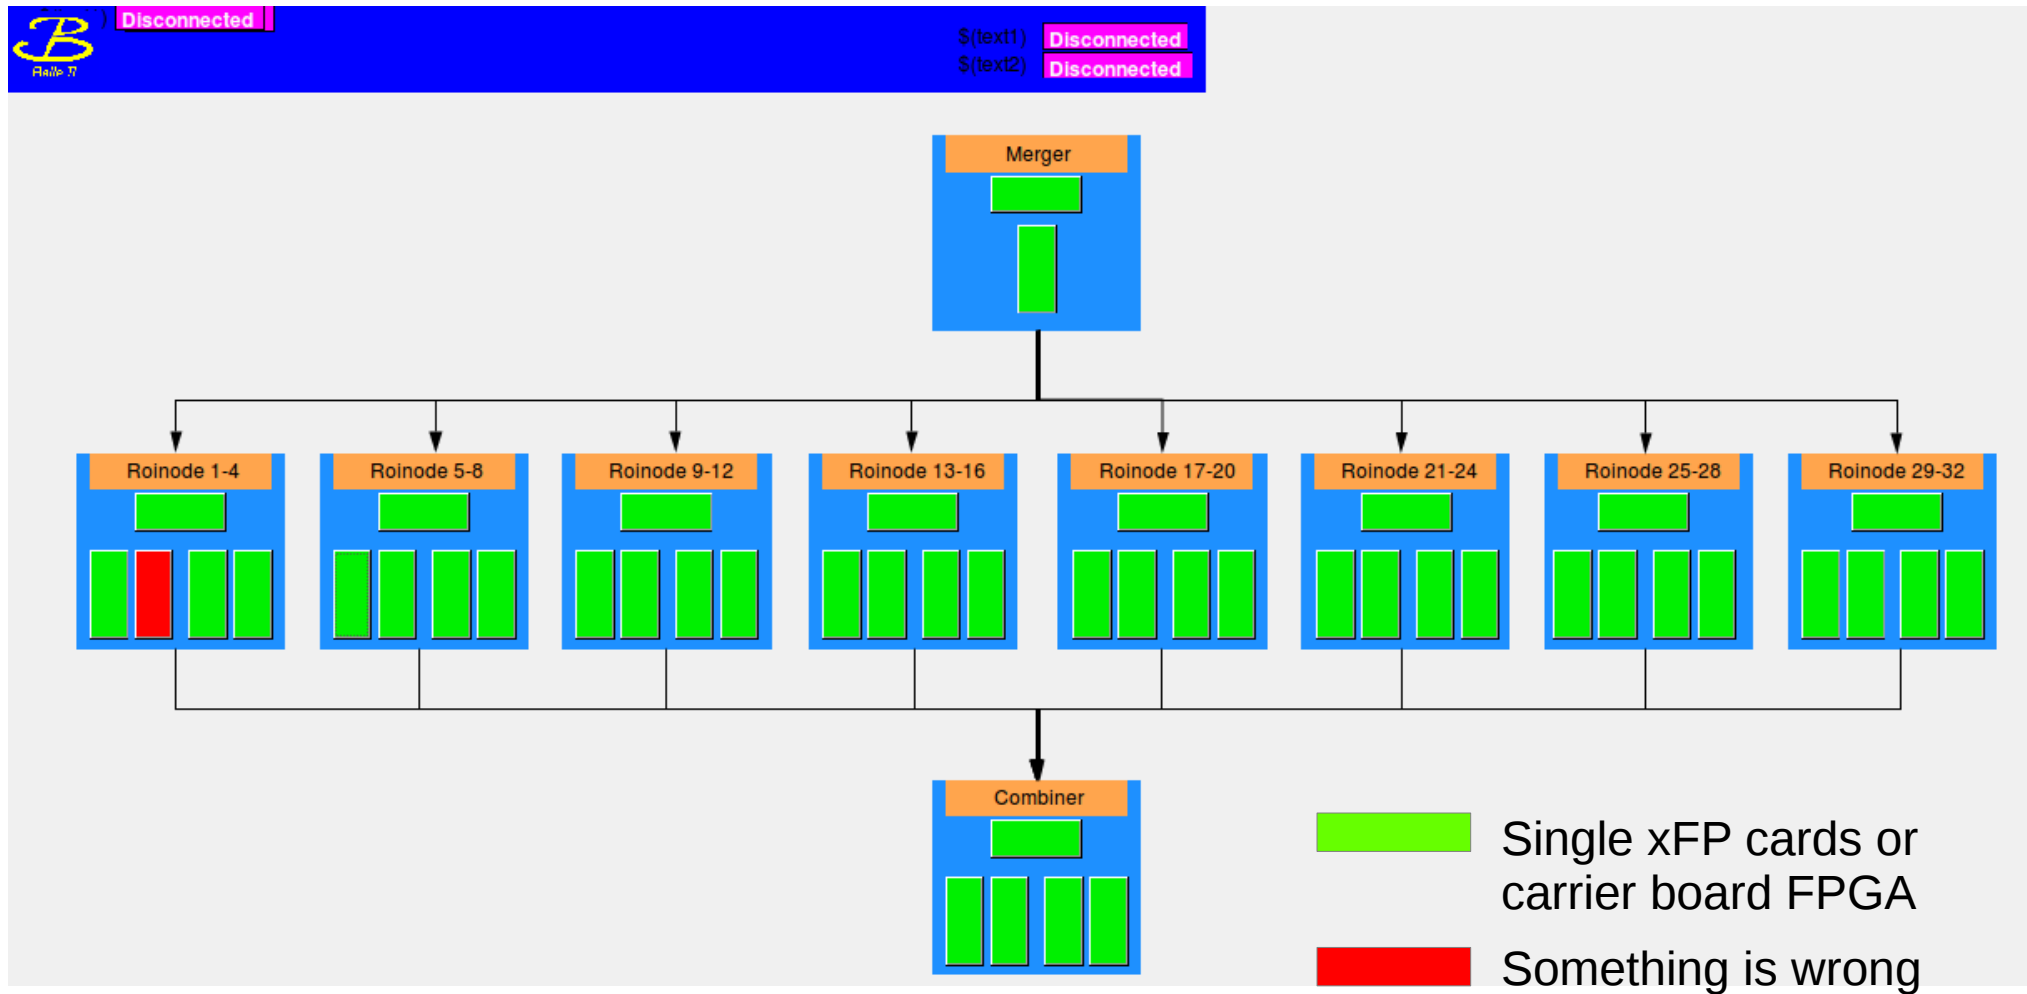 Disconnected
$(text1) Disconnected
$(text2) Disconnected
Merger
Roinode 1-4 Roinode 5-8 Roinode 9-12 Roinode 13-16 Roinode 17-20 Roinode 21-24 Roinode 25-28 Roinode 29-32
Combiner
Single xFP cards or
carrier board FPGA
Something is wrong